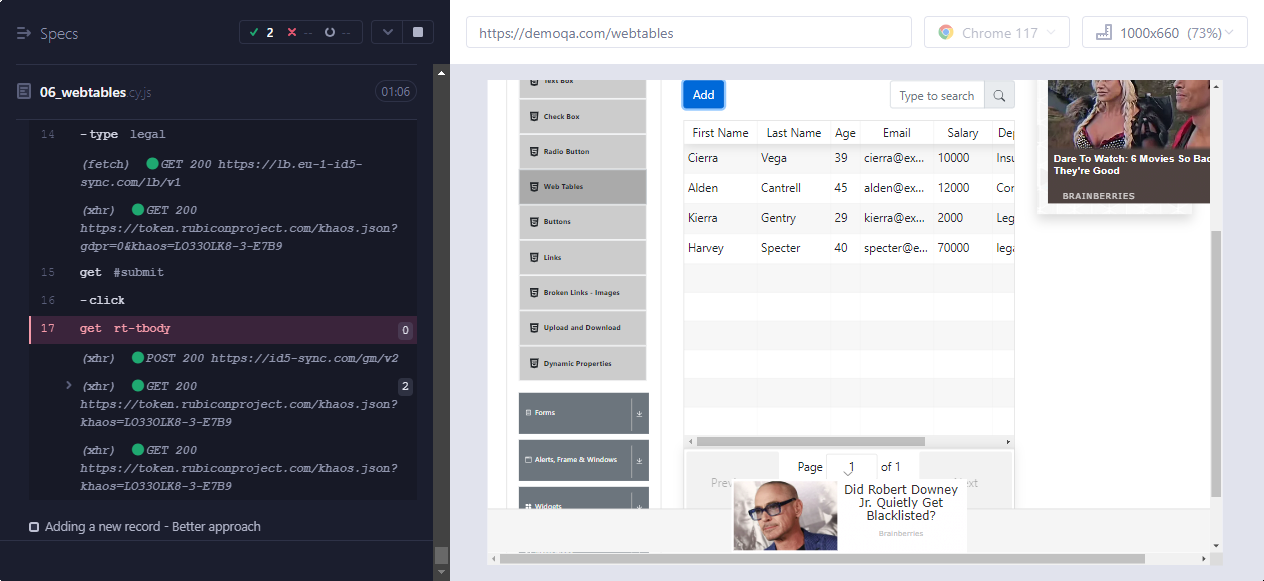 Specs
2
--
--
06_webtables.cy.js
01:06
14 -type legal
(fetch) GET 200 https://lb.eu-1-id5-
sync.com/lb/v1
(xhr) GET 200
https://token.rubiconproject.com/khaos.json?
gdpr=0&khaos=LO33OLK8-3-E7B9
15 get #submit
16 -click
17 get rt-tbody 0
(xhr) POST 200 https://id5-sync.com/gm/v2
(xhr) GET 200 2
https://token.rubiconproject.com/khaos.json?
khaos=LO33OLK8-3-E7B9
(xhr) GET 200
https://token.rubiconproject.com/khaos.json?
khaos=LO33OLK8-3-E7B9
Adding a new record - Better approach
https://demoqa.com/webtables
Chrome 117
1000x660 (73%)
Text Box
Check Box
Radio Button
Web Tables
Buttons
Links
Broken Links - Images
Upload and Download
Dynamic Properties
Forms
Alerts, Frame & Windows
Widgets
Add
Type to search
First Name Last Name Age Email Salary De
Cierra Vega 39 cierra@ex... 10000 Insu
Alden Cantrell 45 alden@ex... 12000 Cor
Kierra Gentry 29 kierra@ex... 2000 Leg
Harvey Specter 40 specter@e... 70000 lega
Page 1 of 1
Prev
ext
Did Robert Downey
Jr. Quietly Get
Blacklisted?
Brainberries
Dare To Watch: 6 Movies So Bad
They're Good
BRAINBERRIES